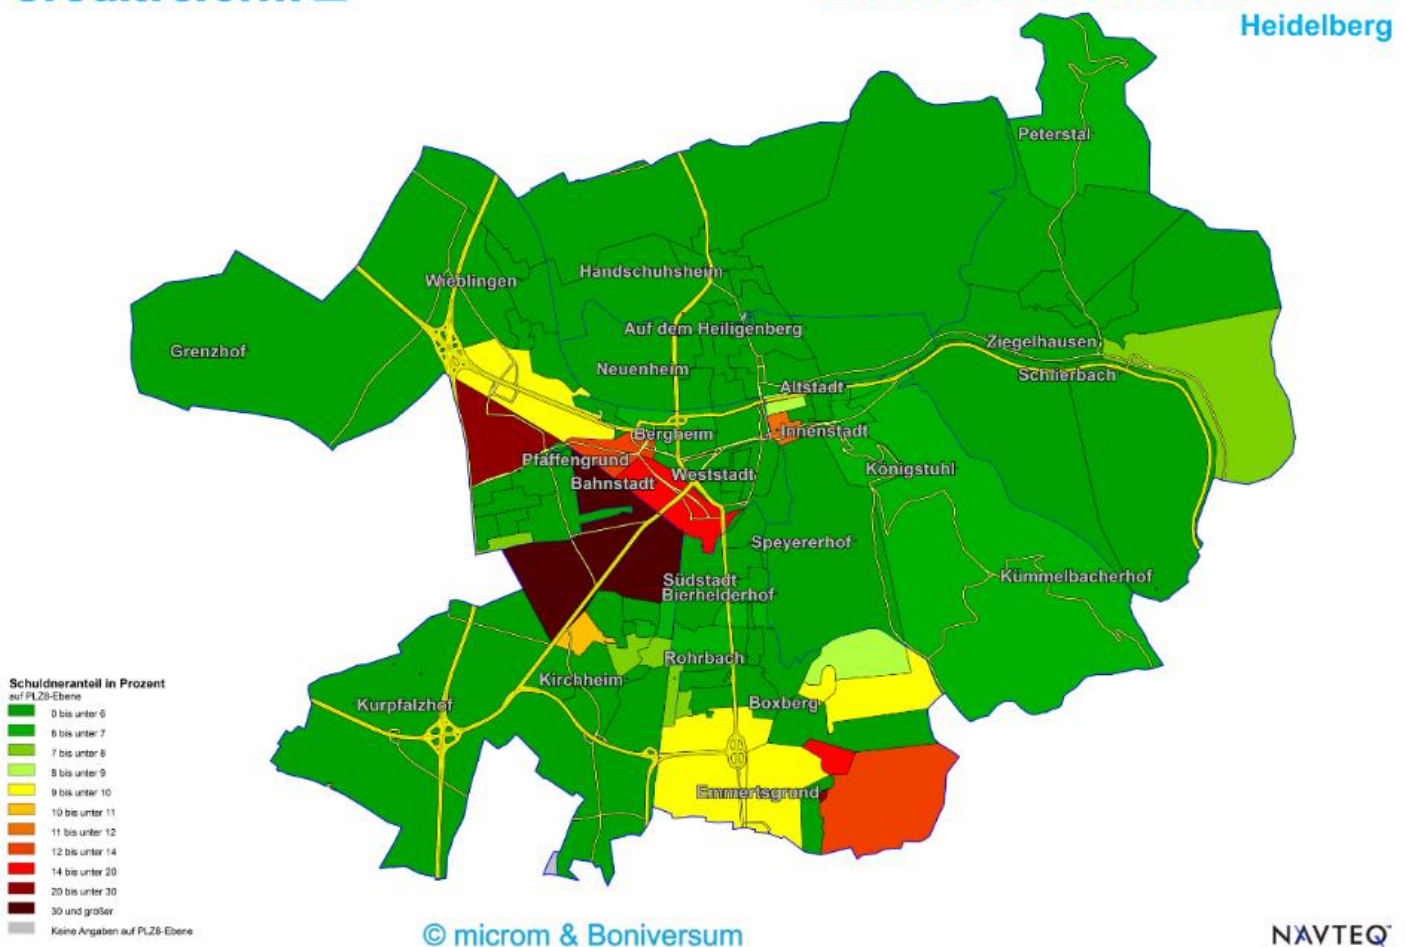 Heidelberg
Peterstal
Wieblingen
Handschuhsheim
Auf dem Heiligenberg
Grenzhof
Ziegelhausen
Neuenheim
Schlierbach
Altstadt
Bergheim
Innenstadt
Pfaffengrund
Weststadt
Königstuhl
Bahnstadt
Speyererhof
Südstadt
Kümmelbacherhof
Bierhelderhof
Rohrbach
Kirchheim
Kurpfalzhof
Boxberg
Emmertsgrund
Schuldneranteil in Prozent
auf PLZ8-Ebene
0 bis unter 6
6 bis unter 7
7 bis unter 8
8 bis unter 9
9 bis unter 10
10 bis unter 11
11 bis unter 12
12 bis unter 14
14 bis unter 20
20 bis unter 30
30 und größer
Keine Angaben auf PLZ8-Ebene
© microm & Boniversum
NAVTEQ